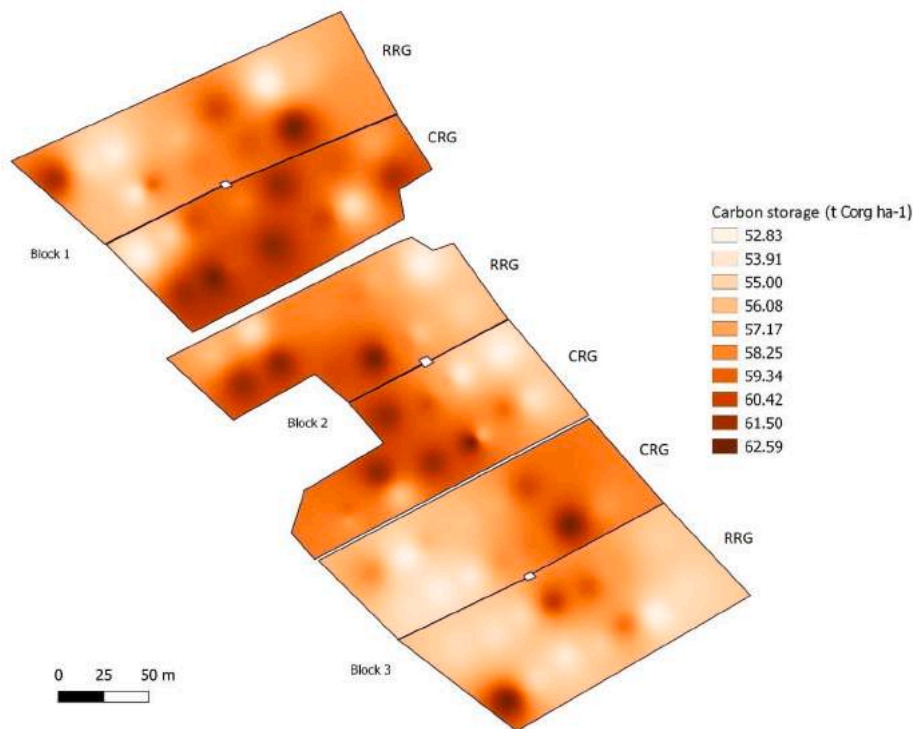 RRG
CRG
Block 1
RRG
CRG
Block 2
CRG
RRG
Block 3
Carbon storage (t Corg ha-1)
52.83
53.91
55.00
56.08
57.17
58.25
59.34
60.42
61.50
62.59
0 25 50 m